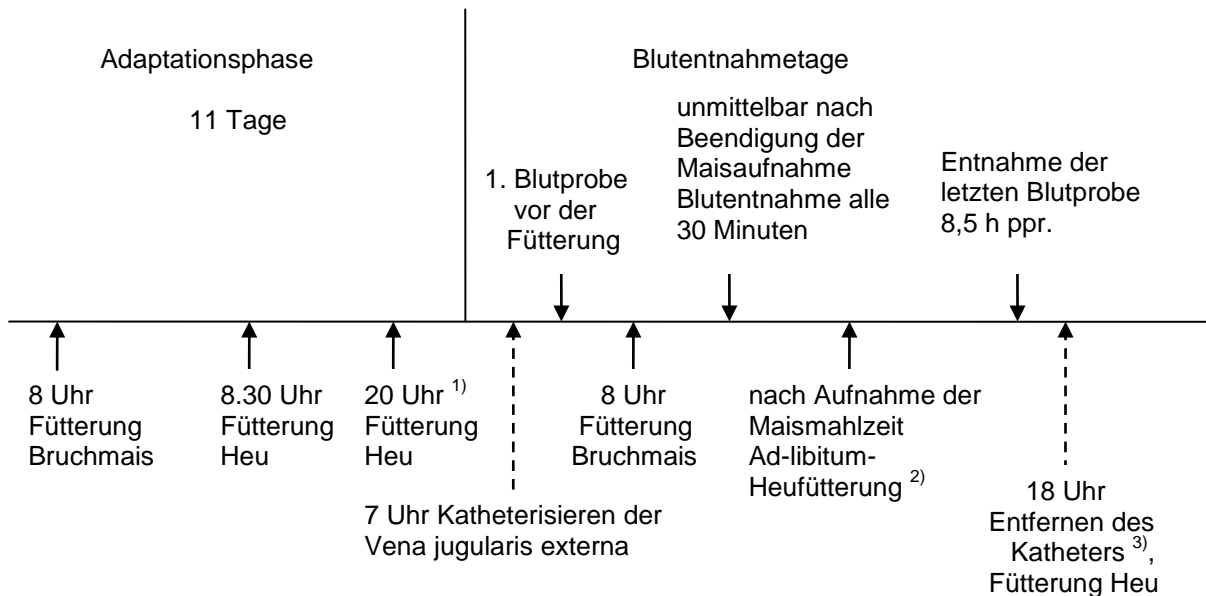 Adaptationsphase
11 Tage
Blutentnahmetage
1. Blutprobe
vor der
Fütterung
unmittelbar nach
Beendigung der
Maisaufnahme
Blutentnahme alle
30 Minuten
Entnahme der
letzten Blutprobe
8,5 h ppr.
8 Uhr
Fütterung
Bruchmais
8.30 Uhr
Fütterung
Heu
20 Uhr 1)
Fütterung
Heu
7 Uhr Katheterisieren der
Vena jugularis externa
8 Uhr
Fütterung
Bruchmais
nach Aufnahme der
Maismahlzeit
Ad-libitum-
Heufütterung 2)
18 Uhr
Entfernen des
Katheters 3),
Fütterung Heu